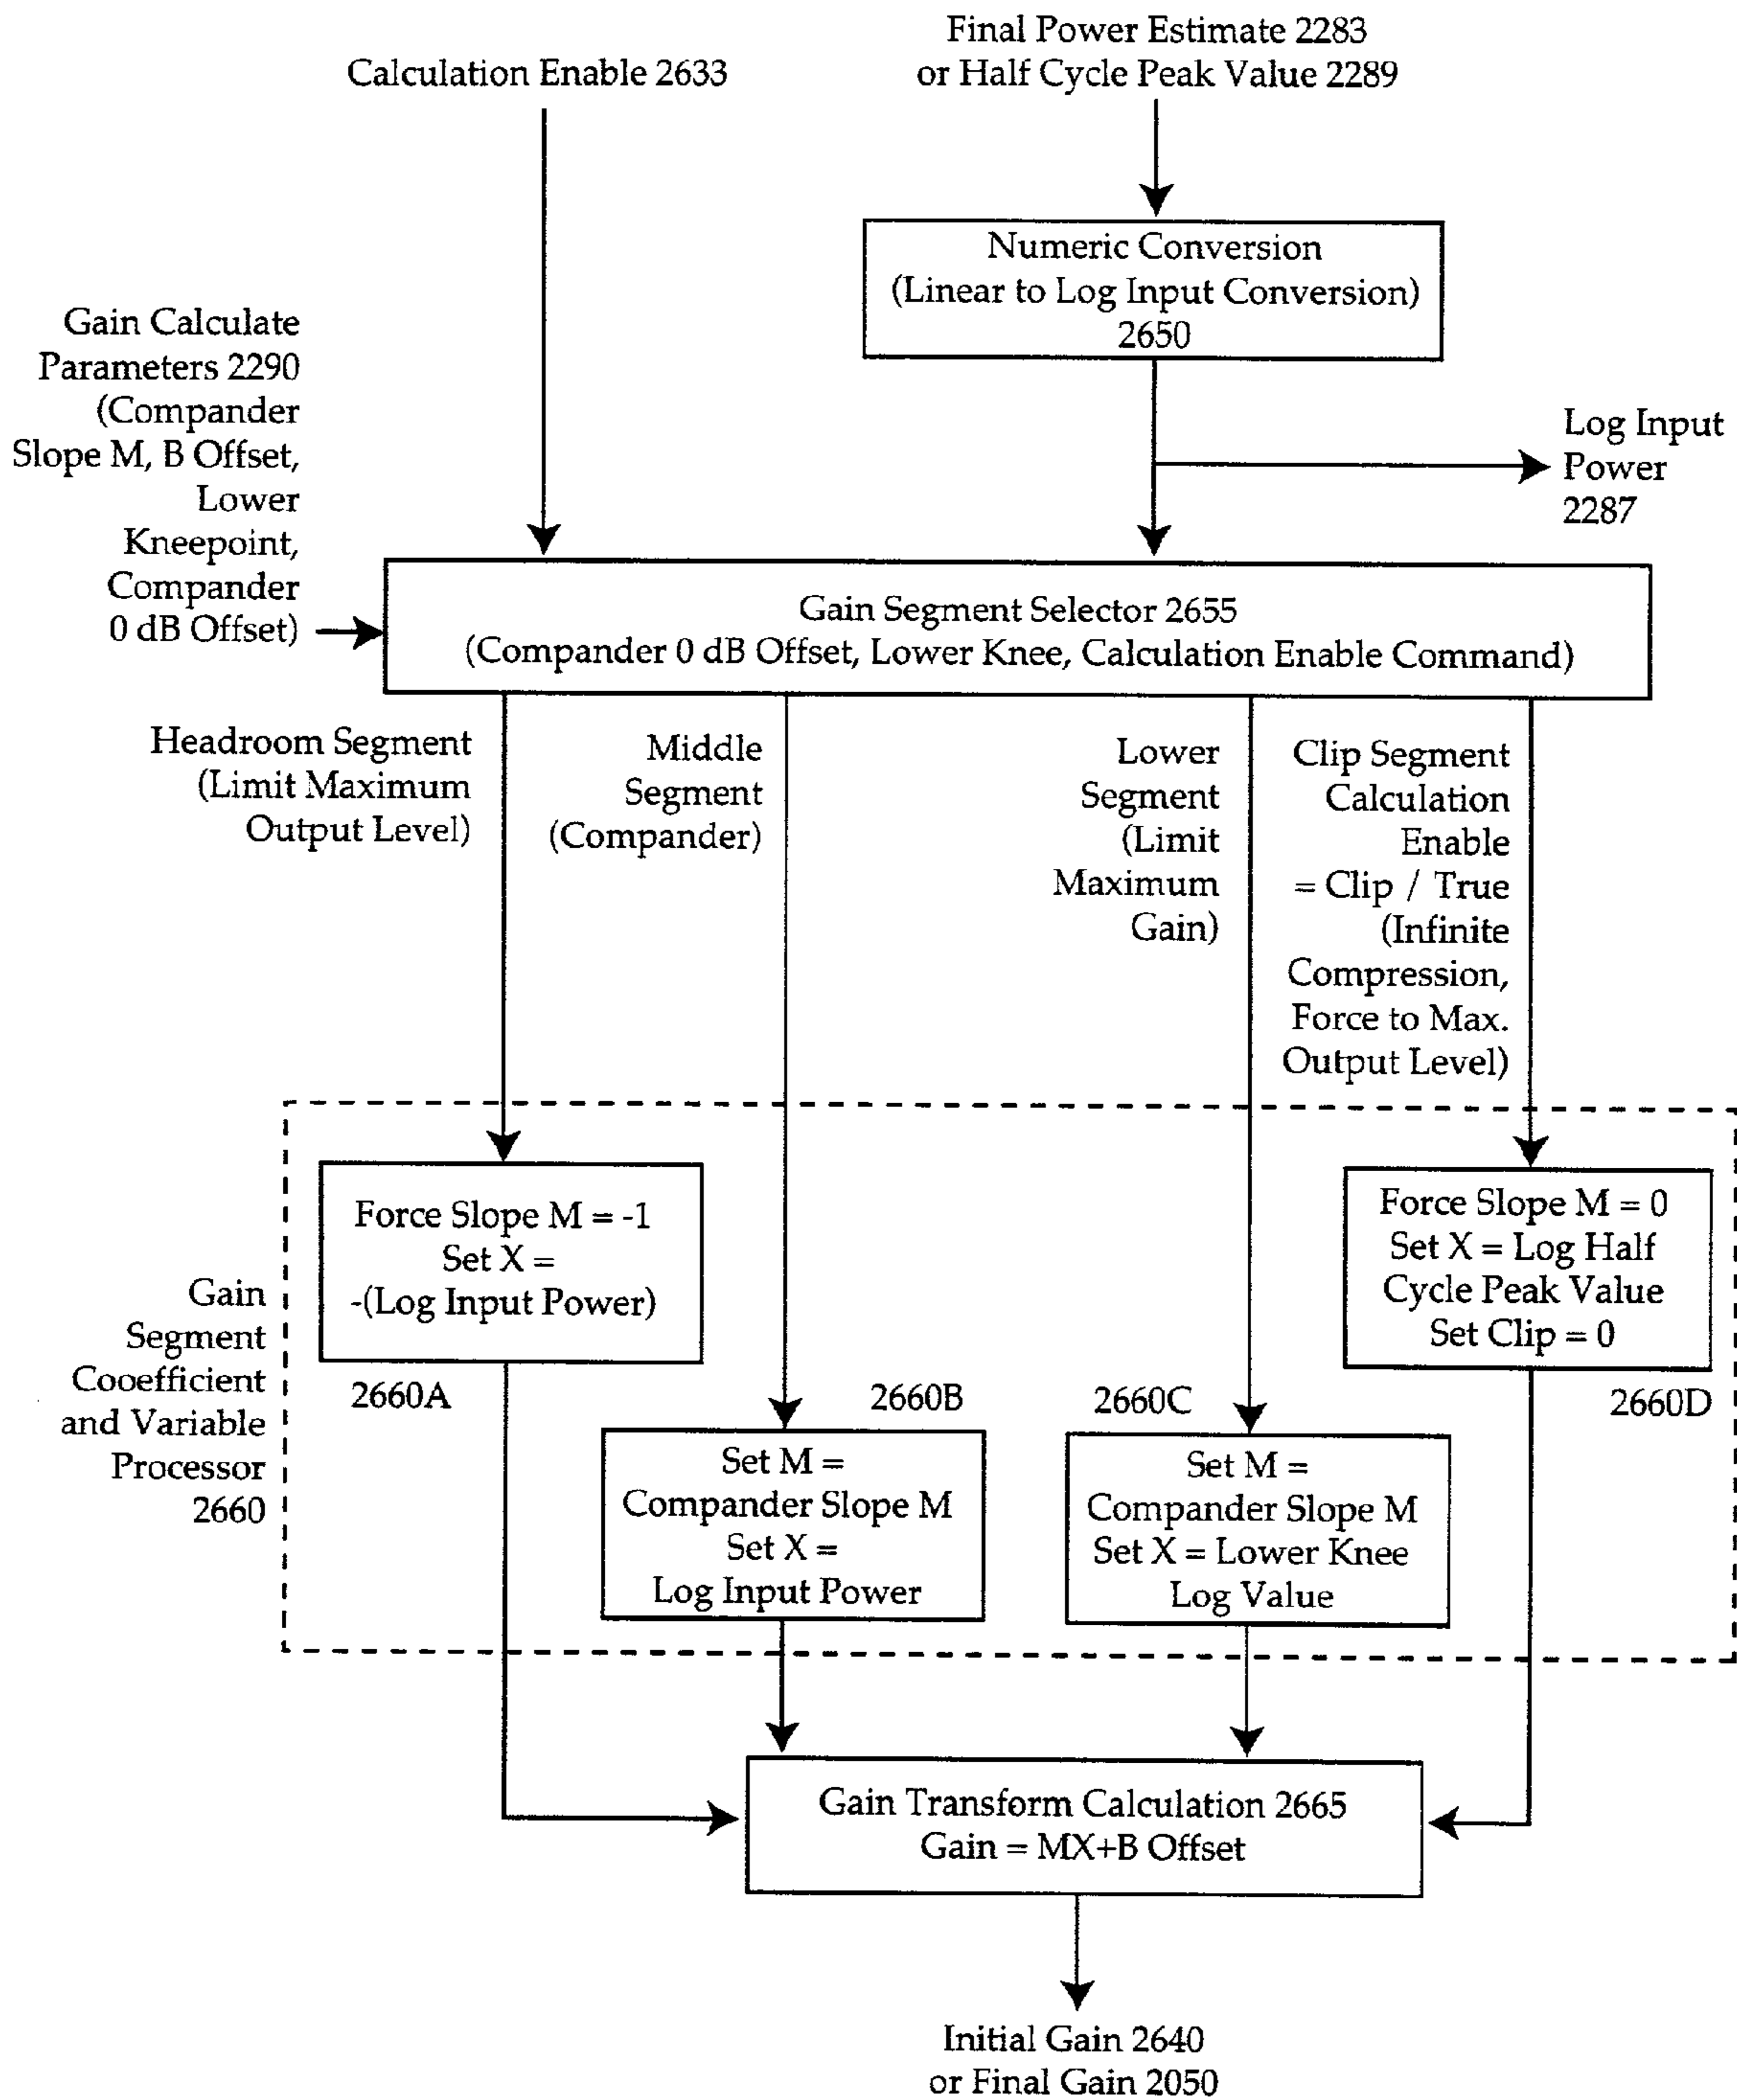 Calculation Enable 2633
Final Power Estimate 2283
or Half Cycle Peak Value 2289
Numeric Conversion
(Linear to Log Input Conversion)
2650
Gain Calculate
Parameters 2290
(Compander
Slope M, B Offset,
Lower
Kneepoint,
Compander
0 dB Offset)
Log Input
Power
2287
Gain Segment Selector 2655
(Compander 0 dB Offset, Lower Knee, Calculation Enable Command)
Headroom Segment
(Limit Maximum
Output Level)
Middle
Segment
(Compander)
Lower
Segment
(Limit
Maximum
Gain)
Clip Segment
Calculation
Enable
= Clip / True
(Infinite
Compression,
Force to Max.
Output Level)
Gain
Segment
Cooefficient
and Variable
Processor
2660
Force Slope M = -1
Set X =
-(Log Input Power)
2660A
2660B
Set M =
Compander Slope M
Set X =
Log Input Power
2660C
Set M =
Compander Slope M
Set X = Lower Knee
Log Value
Force Slope M = 0
Set X = Log Half
Cycle Peak Value
Set Clip = 0
2660D
Gain Transform Calculation 2665
Gain = MX+B Offset
Initial Gain 2640
or Final Gain 2050